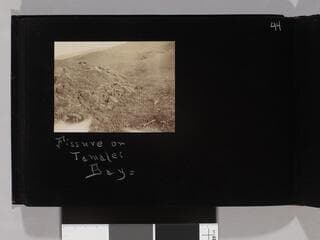 44
Fissure on
Tomales
Bay=